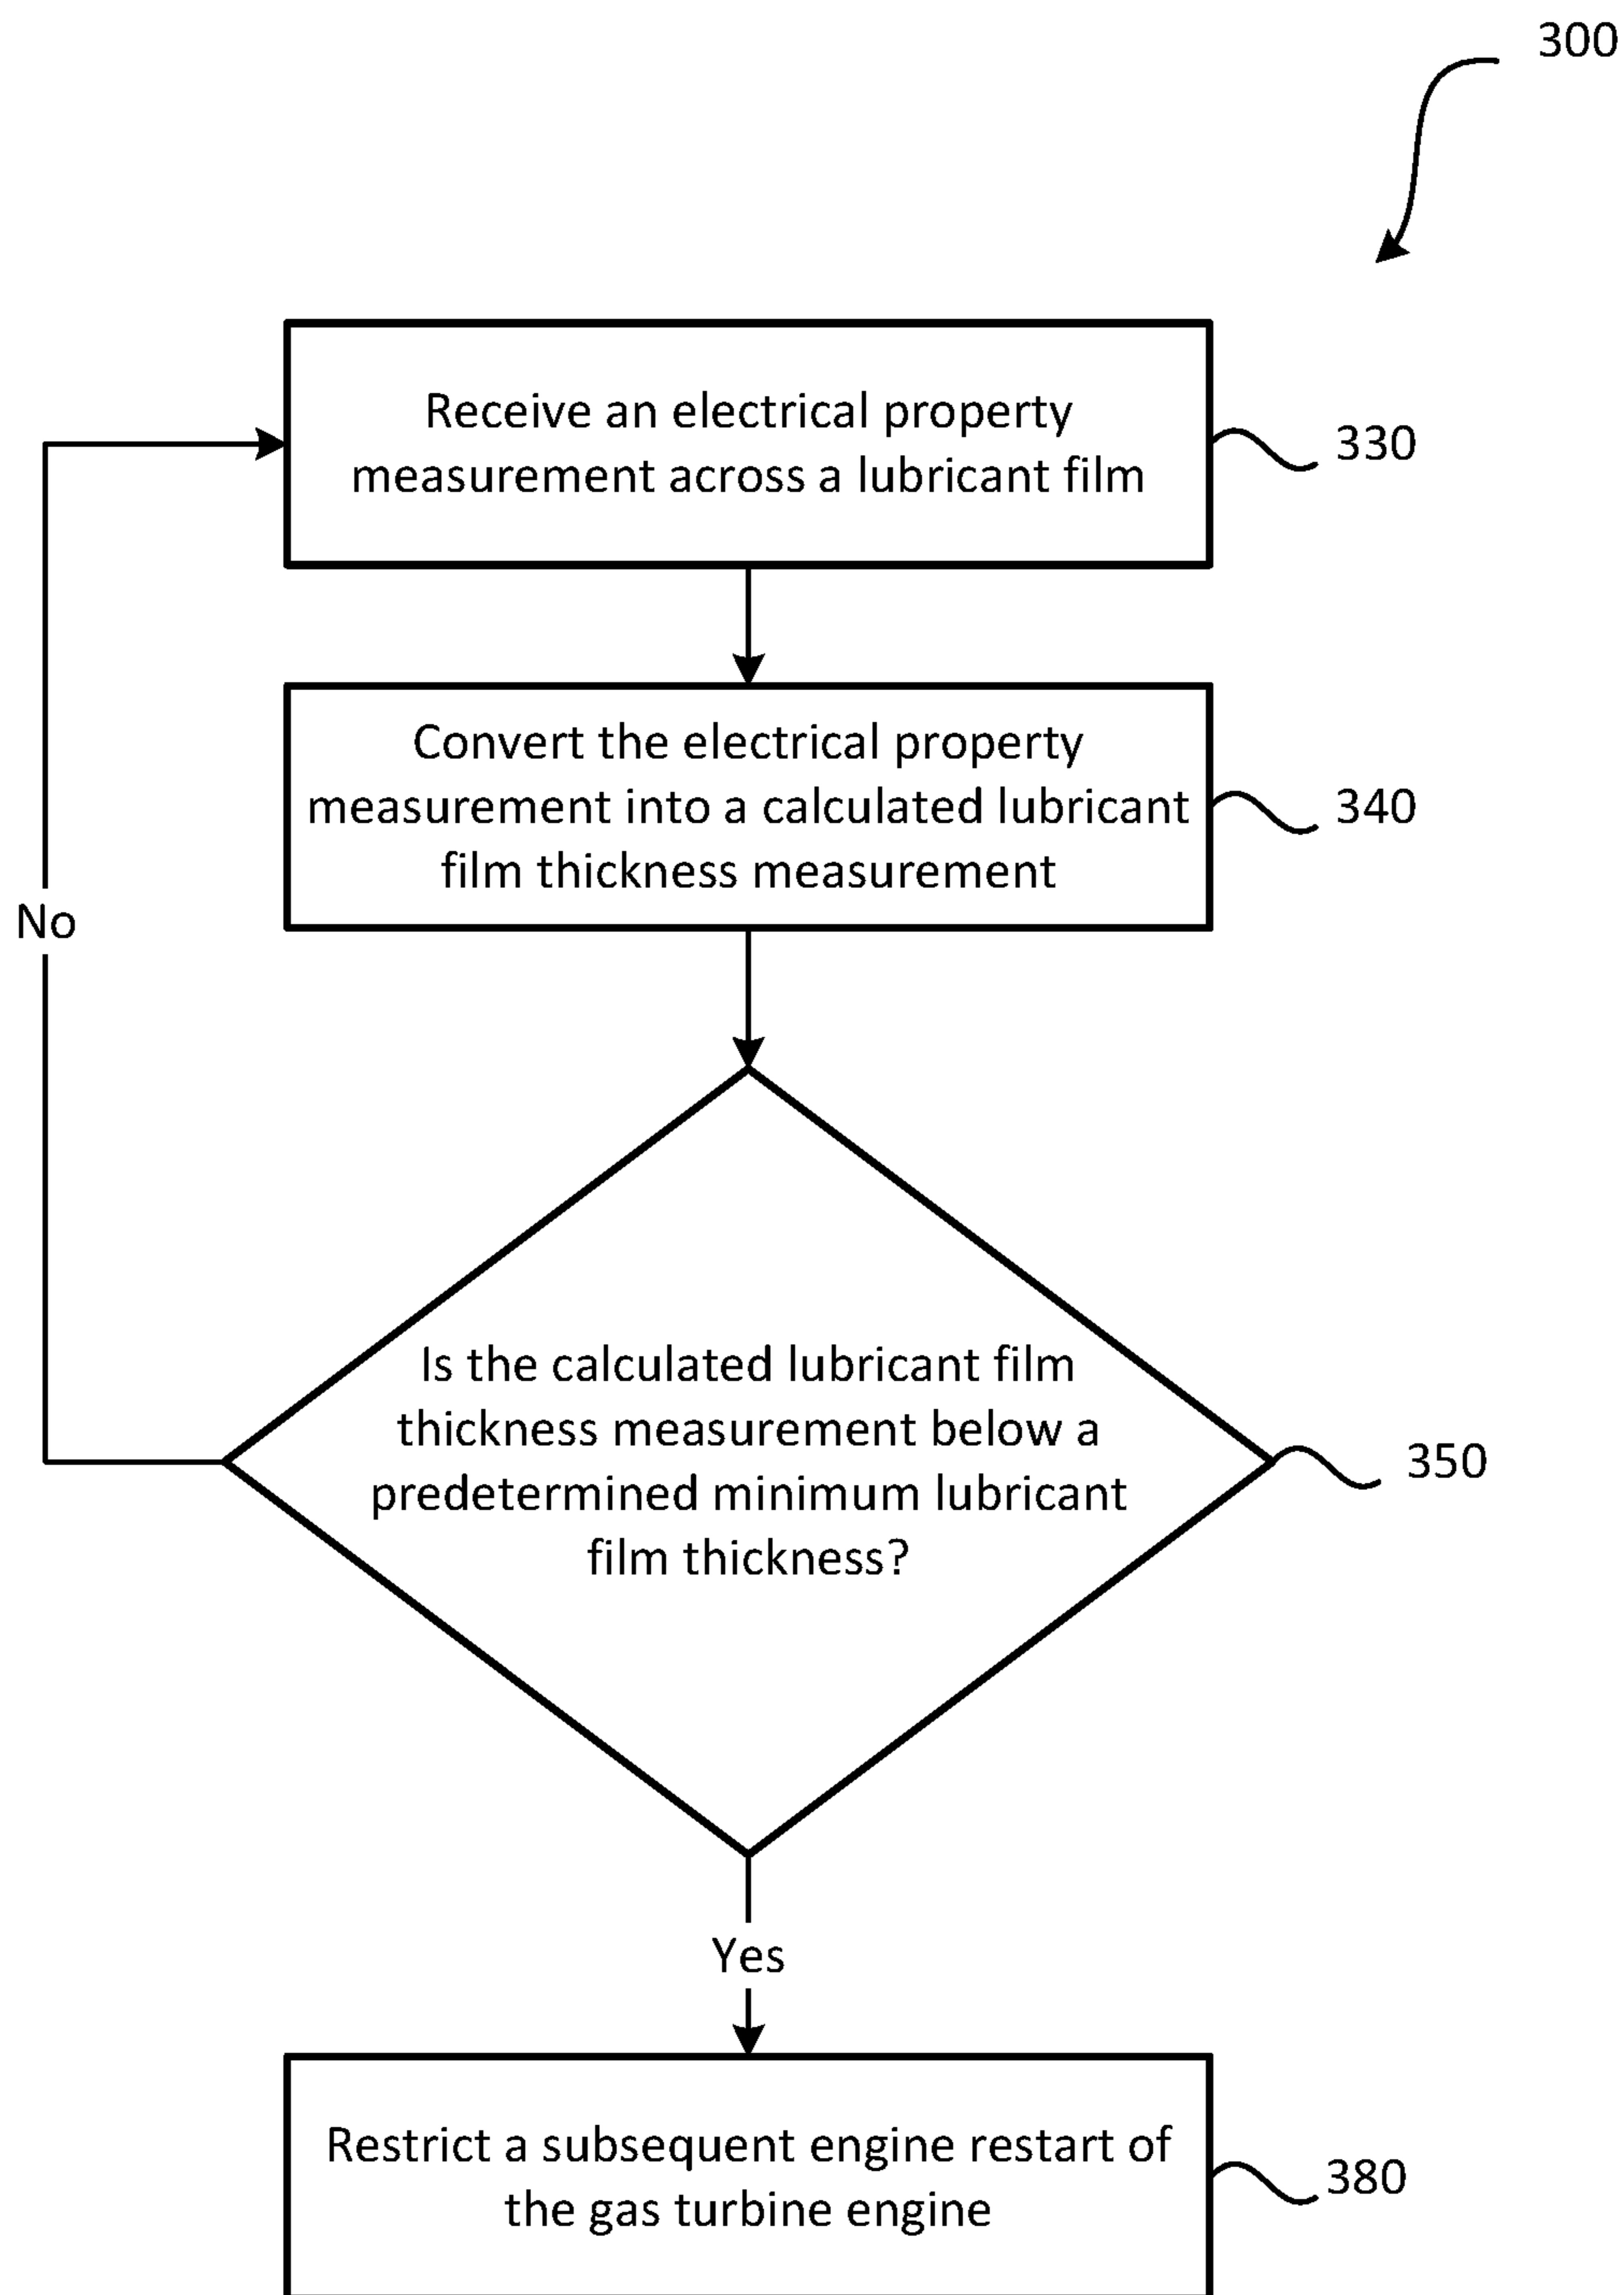 300
Receive an electrical property
measurement across a lubricant film
330
Convert the electrical property
measurement into a calculated lubricant
film thickness measurement
340
No
Is the calculated lubricant film
thickness measurement below a
predetermined minimum lubricant
film thickness?
350
Yes
Restrict a subsequent engine restart of
the gas turbine engine
380